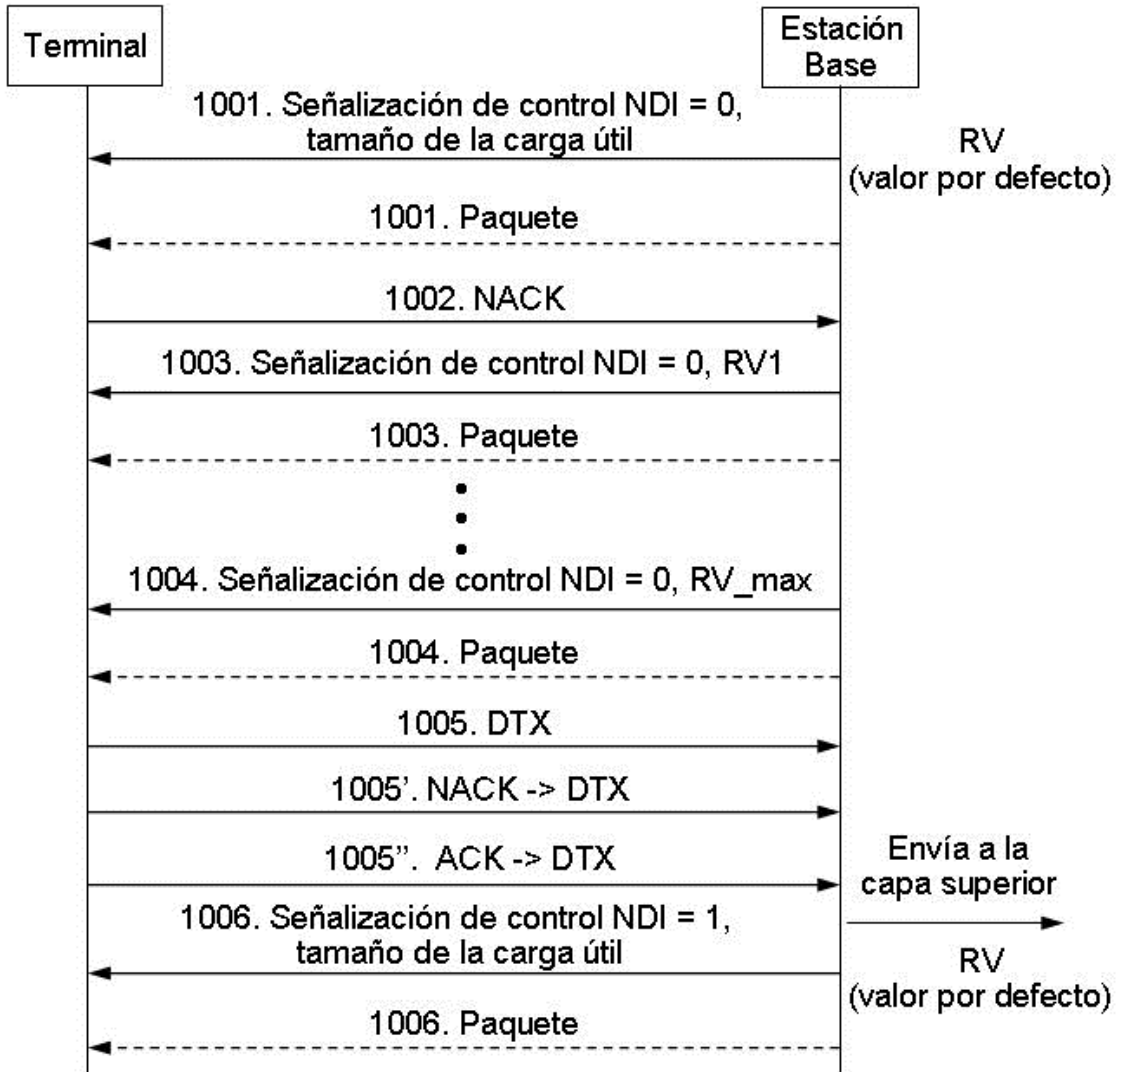 Terminal
Estación
Base
1001. Señalización de control NDI = 0,
tamaño de la carga útil
RV
(valor por defecto)
1001. Paquete
1002. NACK
1003. Señalización de control NDI = 0, RV1
1003. Paquete
1004. Señalización de control NDI = 0, RV_max
1004. Paquete
1005. DTX
1005’. NACK -> DTX
1005”. ACK -> DTX
Envía a la
capa superior
1006. Señalización de control NDI = 1,
tamaño de la carga útil
RV
(valor por defecto)
1006. Paquete